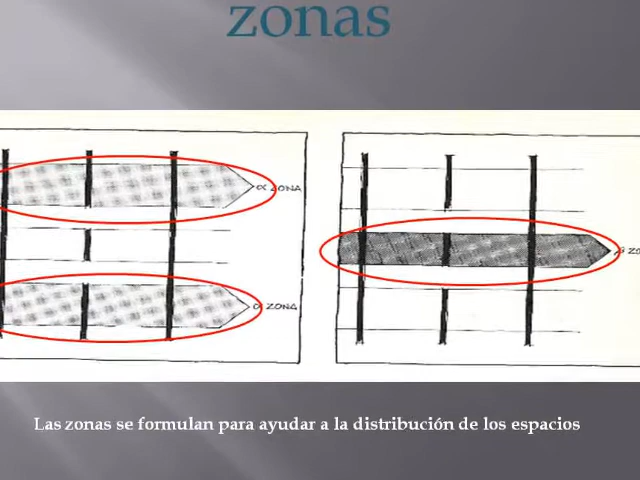 zonas
α ZONA
α ZONA
Las zonas se formulan para ayudar a la distribución de los espacios